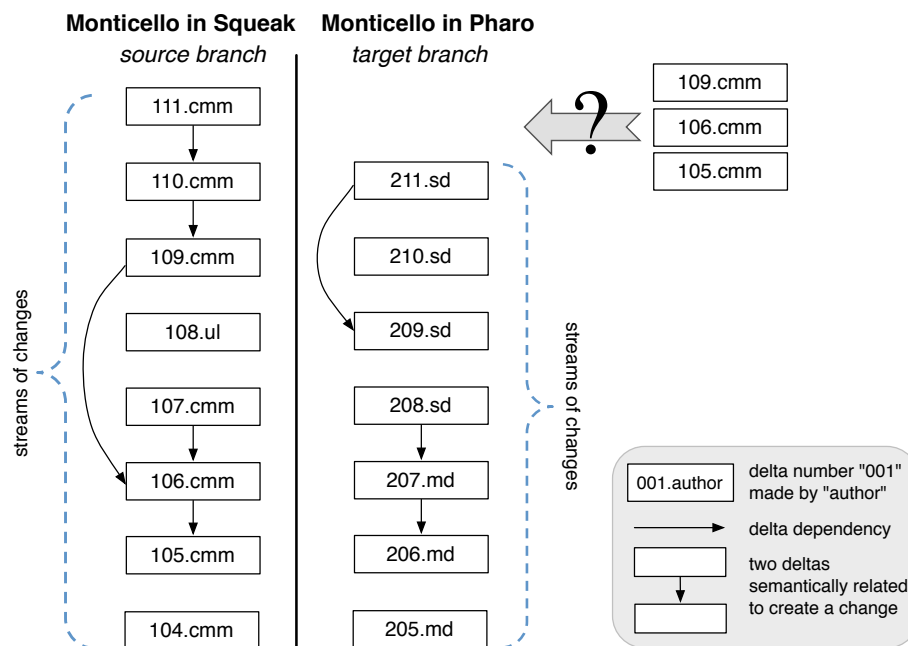 Monticello in Squeak
source branch
Monticello in Pharo
target branch
streams of changes
111.cmm
110.cmm
109.cmm
108.ul
107.cmm
106.cmm
105.cmm
104.cmm
211.sd
210.sd
209.sd
208.sd
207.md
206.md
205.md
streams of changes
?
109.cmm
106.cmm
105.cmm
001.author
delta number "001"
made by "author"
delta dependency
two deltas
semantically related
to create a change